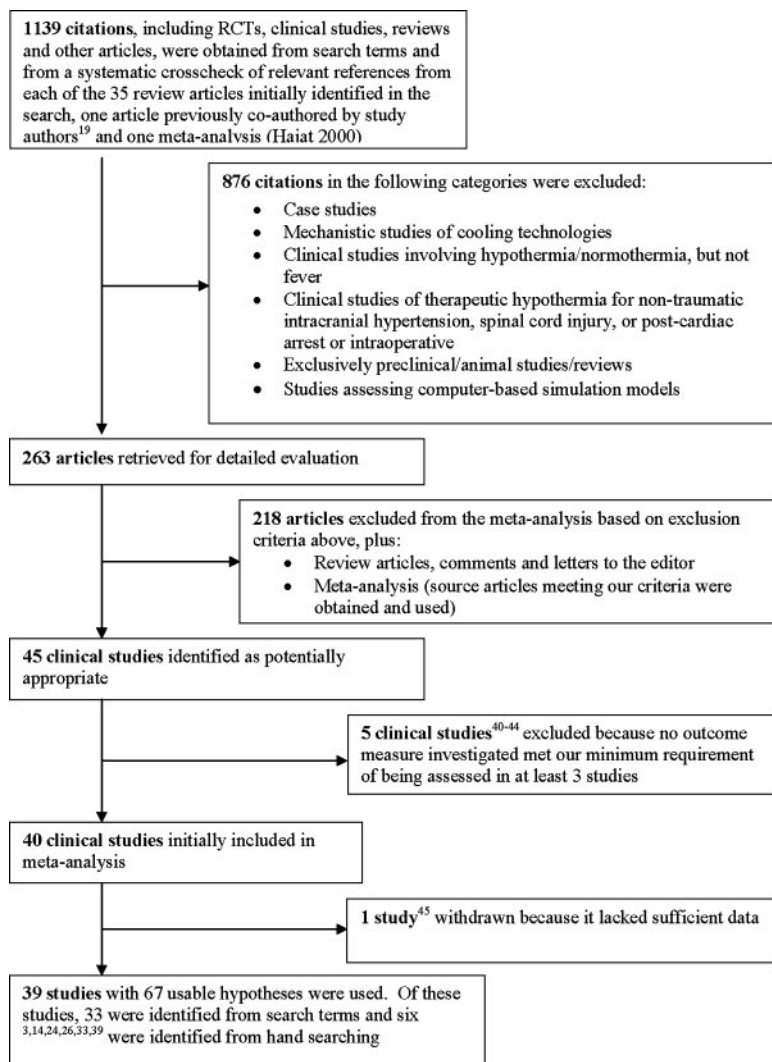 1139 citations, including RCTs, clinical studies, reviews
and other articles, were obtained from search terms and
from a systematic crosscheck of relevant references from
each of the 35 review articles initially identified in the
search, one article previously co-authored by study
authors19 and one meta-analysis (Haiat 2000)
876 citations in the following categories were excluded:
• Case studies
• Mechanistic studies of cooling technologies
• Clinical studies involving hypothermia/normothermia, but not
fever
• Clinical studies of therapeutic hypothermia for non-traumatic
intracranial hypertension, spinal cord injury, or post-cardiac
arrest or intraoperative
• Exclusively preclinical/animal studies/reviews
• Studies assessing computer-based simulation models
263 articles retrieved for detailed evaluation
218 articles excluded from the meta-analysis based on exclusion
criteria above, plus:
• Review articles, comments and letters to the editor
• Meta-analysis (source articles meeting our criteria were
obtained and used)
45 clinical studies identified as potentially
appropriate
5 clinical studies40-44 excluded because no outcome
measure investigated met our minimum requirement
of being assessed in at least 3 studies
40 clinical studies initially included in
meta-analysis
1 study45 withdrawn because it lacked sufficient data
39 studies with 67 usable hypotheses were used. Of these
studies, 33 were identified from search terms and six
3,14,24,26,33,39 were identified from hand searching